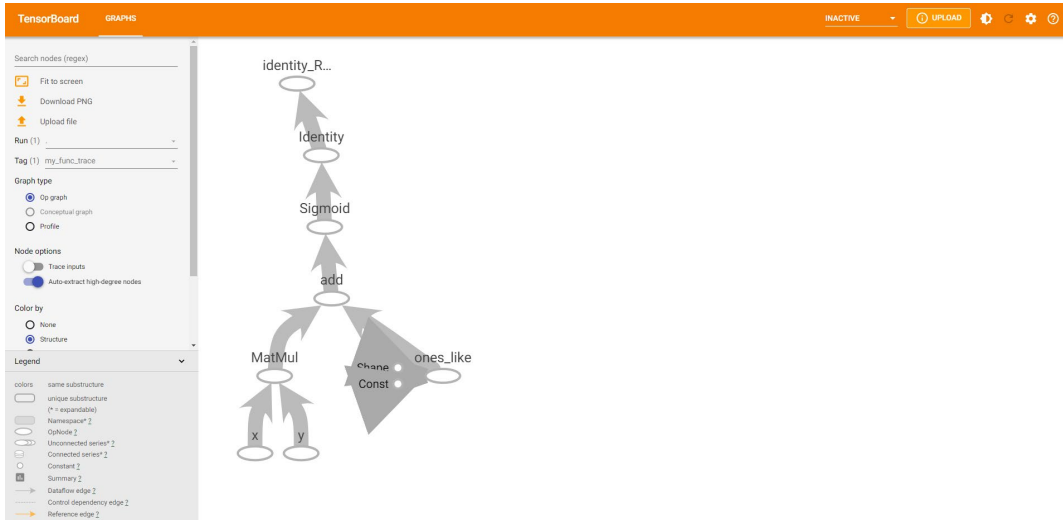 TensorBoard GRAPHS INACTIVE UPLOAD
Search nodes (regex)
Fit to screen
Download PNG
Upload file
Run (1) .
Tag (1) my_func_trace
Graph type
Op graph
Conceptual graph
Profile
Node options
Trace inputs
Auto-extract high-degree nodes
Color by
None
Structure
Legend
colors same substructure
unique substructure
(* = expandable)
Namespace* ?
OpNode ?
Unconnected series* ?
Connected series* ?
Constant ?
Summary ?
Dataflow edge ?
Control dependency edge ?
Reference edge ?
identity_R...
Identity
Sigmoid
add
MatMul
ones_like
Shape
Const
x y